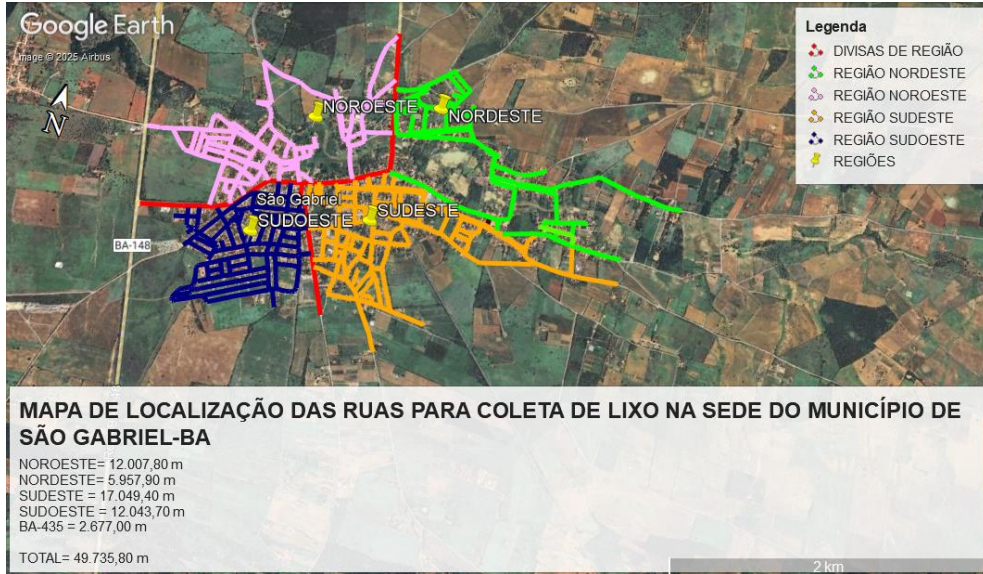 Google Earth
Image © 2025 Airbus
N
Legenda
DIVISAS DE REGIÃO
REGIÃO NORDESTE
REGIÃO NOROESTE
REGIÃO SUDESTE
REGIÃO SUDOESTE
REGIÕES
NOROESTE
NORDESTE
São Gabriel
SUDOESTE
SUDESTE
BA-148
MAPA DE LOCALIZAÇÃO DAS RUAS PARA COLETA DE LIXO NA SEDE DO MUNICÍPIO DE
SÃO GABRIEL-BA
NOROESTE= 12.007,80 m
NORDESTE= 5.957,90 m
SUDESTE = 17.049,40 m
SUDOESTE = 12.043,70 m
BA-435 = 2.677,00 m
TOTAL= 49.735,80 m
2 km